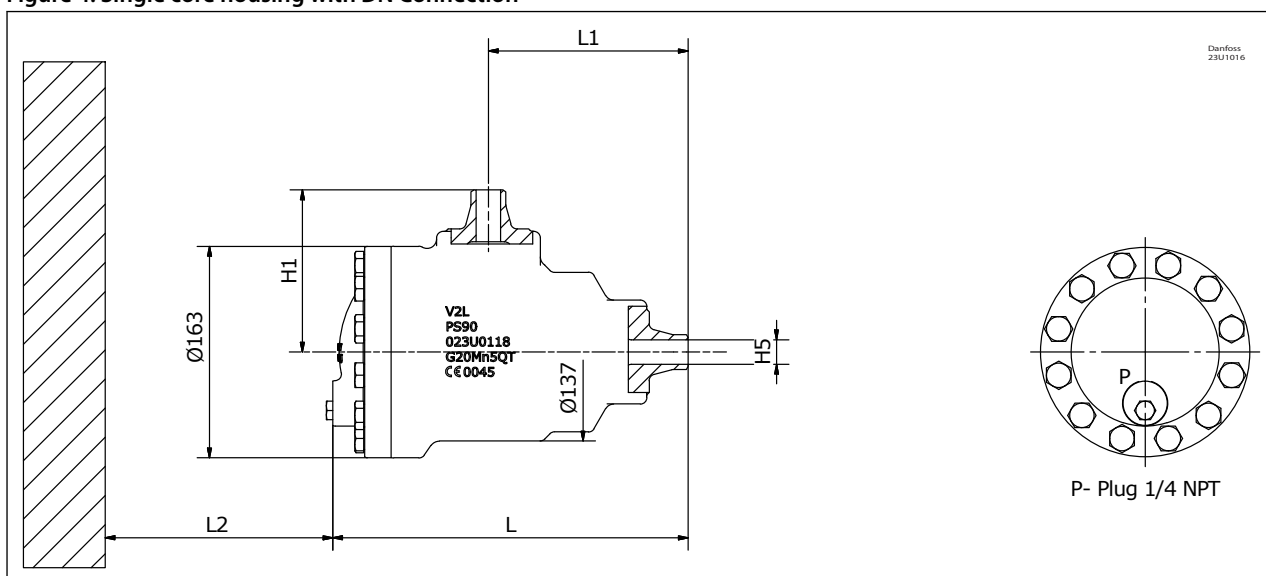 Figure 4: Single core housing with DN Connection
L1
Danfoss
23U1016
H1
Ø163
V2L
PS90
023U0118
G20Mn5QT
CE 0045
Ø137
H5
P
P- Plug 1/4 NPT
L2
L